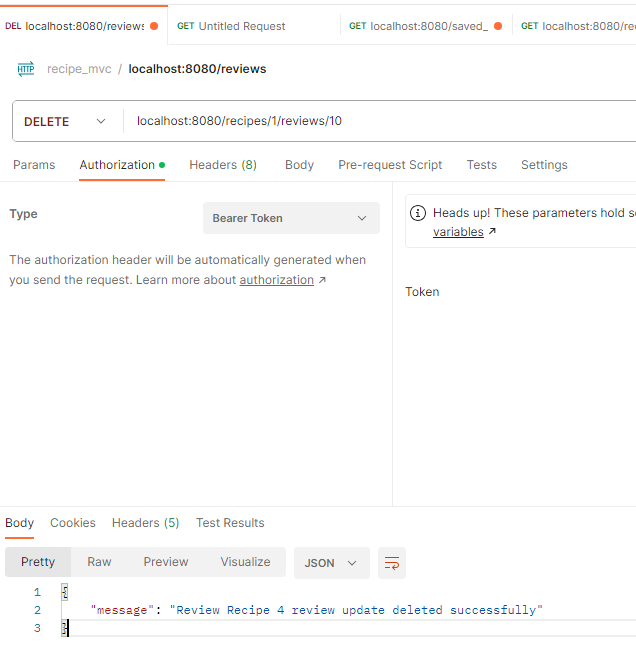 DEL localhost:8080/reviews GET Untitled Request GET localhost:8080/saved_ GET localhost:8080/re
HTTP recipe_mvc / localhost:8080/reviews
DELETE localhost:8080/recipes/1/reviews/10
Params Authorization Headers (8) Body Pre-request Script Tests Settings
Type Bearer Token
The authorization header will be automatically generated when
you send the request. Learn more about authorization ↗
Heads up! These parameters hold se
variables ↗
Token
Body Cookies Headers (5) Test Results
Pretty Raw Preview Visualize JSON
1 {
2 "message": "Review Recipe 4 review update deleted successfully"
3 }